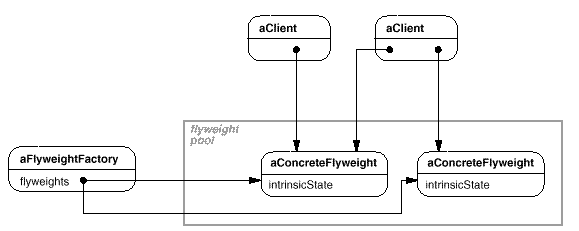 aClient
aClient
flyweight
pool
aFlyweightFactory
flyweights
aConcreteFlyweight
intrinsicState
aConcreteFlyweight
intrinsicState